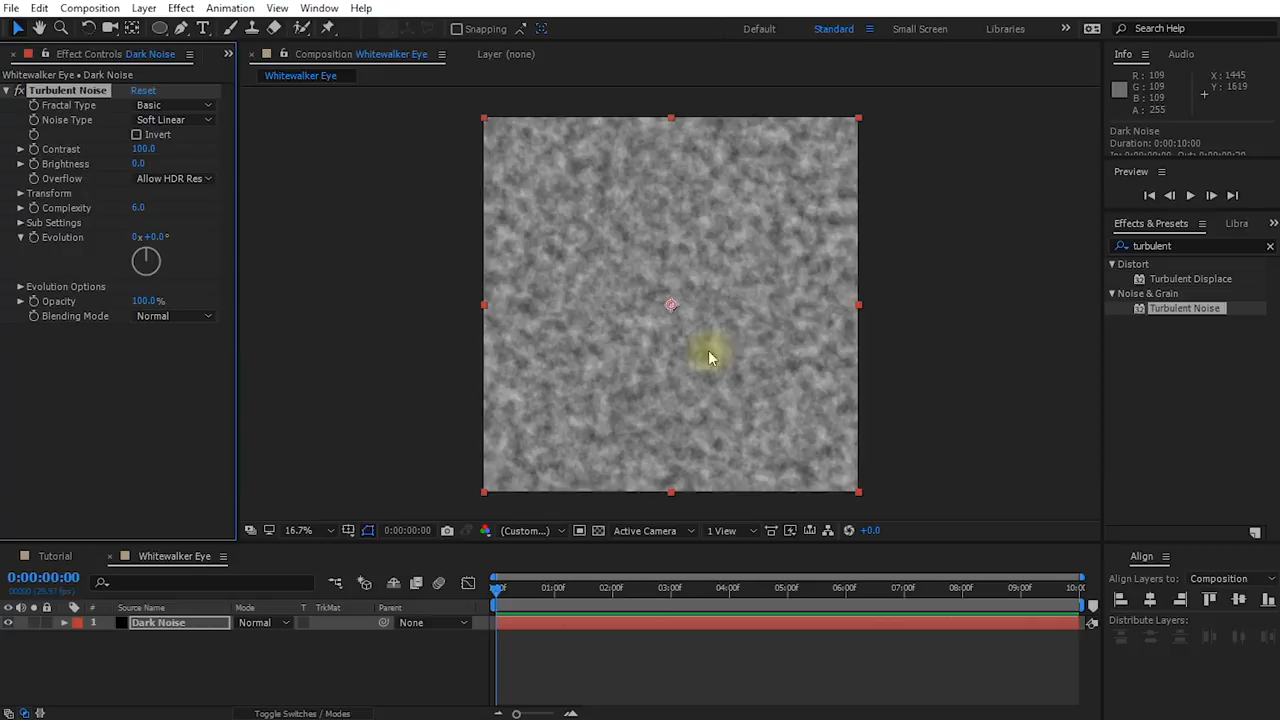 File Edit Composition Layer Effect Animation View Window Help
Snapping Default Standard Small Screen Libraries Search Help
Effect Controls Dark Noise Composition Whitewalker Eye Layer (none) Info Audio
Whitewalker Eye • Dark Noise Whitewalker Eye
R: 109 X: 1445
G: 109 Y: 1619
B: 109
A: 255
Turbulent Noise Reset
Fractal Type Basic
Noise Type Soft Linear
Invert
Contrast 100.0
Brightness 0.0
Overflow Allow HDR Res
Transform
Complexity 6.0
Sub Settings
Evolution 0x+0.0°
Evolution Options
Opacity 100.0%
Blending Mode Normal
Dark Noise
Duration: 0:00:10:00
Preview
Effects & Presets Libra
turbulent
Distort
Turbulent Displace
Noise & Grain
Turbulent Noise
16.7% 0:00:00:00 (Custom... Active Camera 1 View +0.0
Tutorial Whitewalker Eye
0:00:00:00
00000 (29.97 fps)
# Source Name Mode T TrkMat Parent
1 Dark Noise Normal None
01:00f 02:00f 03:00f 04:00f 05:00f 06:00f 07:00f 08:00f 09:00f
Toggle Switches / Modes
Align
Align Layers to: Composition
Distribute Layers: